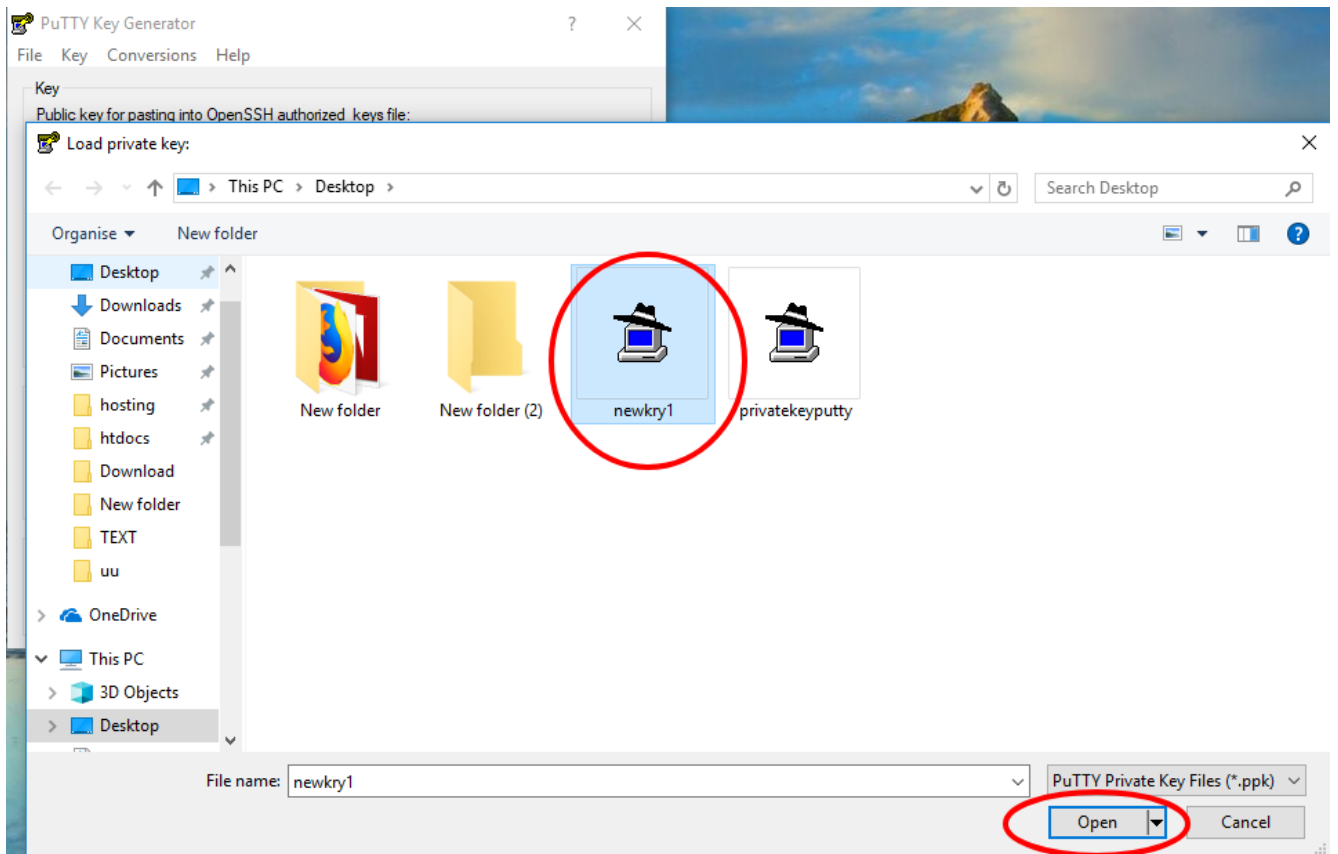 PuTTY Key Generator
?
File Key Conversions Help
Key
Public key for pasting into OpenSSH authorized_keys file:
Load private key:
This PC > Desktop >
Search Desktop
Organise
New folder
?
Desktop
Downloads
Documents
Pictures
hosting
htdocs
Download
New folder
TEXT
uu
OneDrive
This PC
3D Objects
Desktop
New folder
New folder (2)
newkry1
privatekeyputty
File name: newkry1
PuTTY Private Key Files (*.ppk)
Open
Cancel